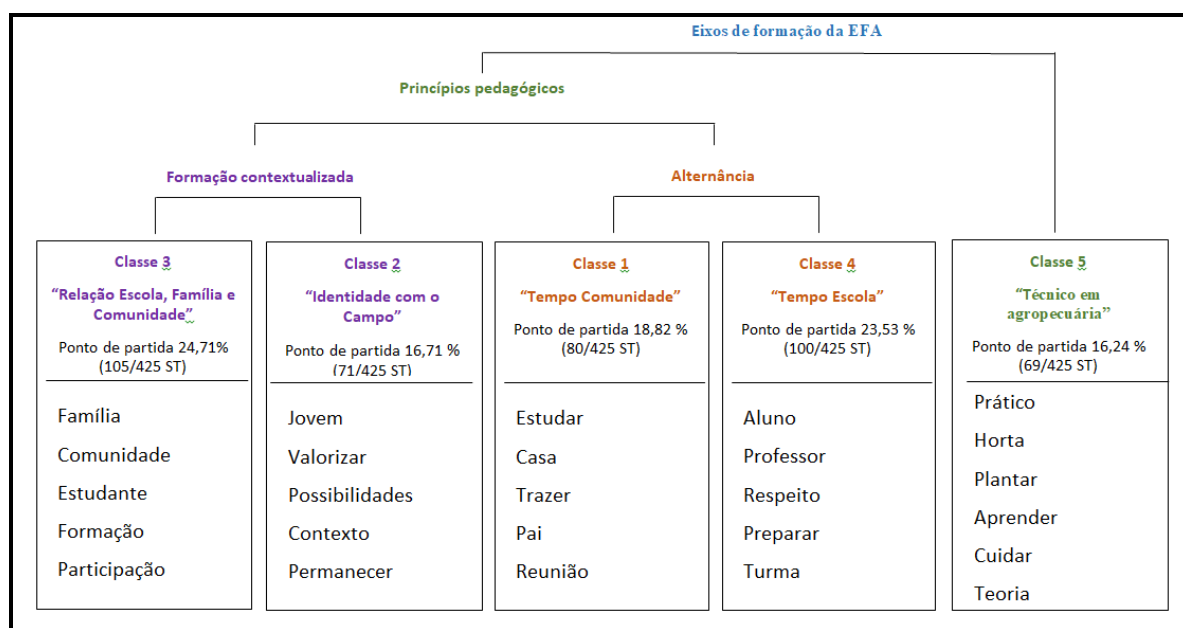 Eixos de formação da EFA
Princípios pedagógicos
Formação contextualizada
Alternância
Classe 3
“Relação Escola, Família e
Comunidade”
Ponto de partida 24,71%
(105/425 ST)
Família
Comunidade
Estudante
Formação
Participação
Classe 2
“Identidade com o
Campo”
Ponto de partida 16,71 %
(71/425 ST)
Jovem
Valorizar
Possibilidades
Contexto
Permanecer
Classe 1
“Tempo Comunidade”
Ponto de partida 18,82 %
(80/425 ST)
Estudar
Casa
Trazer
Pai
Reunião
Classe 4
“Tempo Escola”
Ponto de partida 23,53 %
(100/425 ST)
Aluno
Professor
Respeito
Preparar
Turma
Classe 5
“Técnico em
agropecuária”
Ponto de partida 16,24 %
(69/425 ST)
Prático
Horta
Plantar
Aprender
Cuidar
Teoria